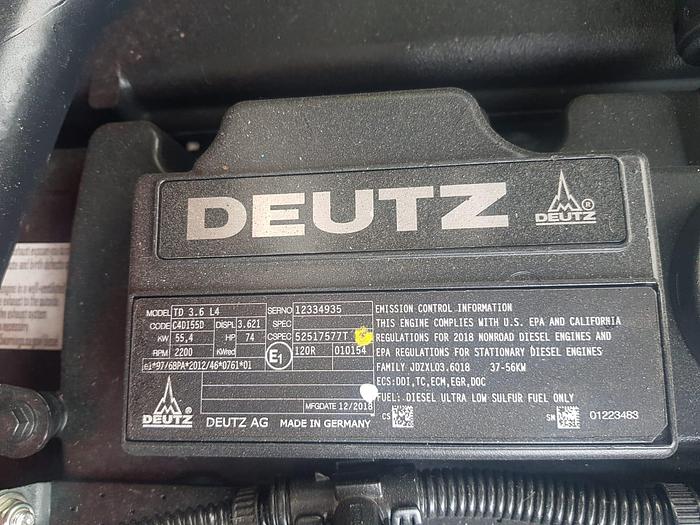 DEUTZ
DEUTZ ®
MODEL TD 3.6 L4 SERNO 12334935 EMISSION CONTROL INFORMATION
CODE C4D155D DISPL 3.621 SPEC THIS ENGINE COMPLIES WITH U.S. EPA AND CALIFORNIA
KW 55,4 HP 74 CSPEC 52517577T REGULATIONS FOR 2018 NONROAD DIESEL ENGINES AND
RPM 2200 KWred E1 120R 010154 EPA REGULATIONS FOR STATIONARY DIESEL ENGINES
e1*97/68PA*2012/46*0761*01 FAMILY JDZXL03.6018 37-56KW
ECS:DDI,TC,ECM,EGR,DOC
MFGDATE 12/2018 FUEL: DIESEL ULTRA LOW SULFUR FUEL ONLY
DEUTZ DEUTZ AG MADE IN GERMANY CS SN 01223483